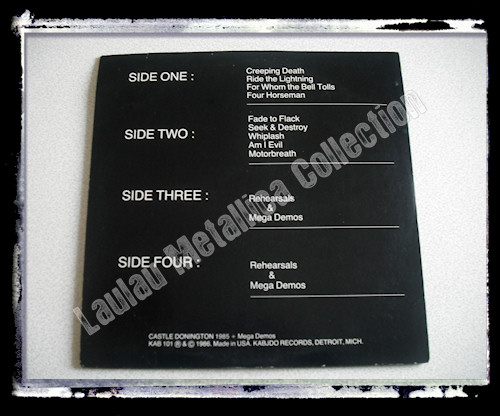 SIDE ONE :
Creeping Death
Ride the Lightning
For Whom the Bell Tolls
Four Horseman
SIDE TWO :
Fade to Flack
Seek & Destroy
Whiplash
Am I Evil
Motorbreath
SIDE THREE :
Rehearsals
&
Mega Demos
SIDE FOUR :
Rehearsals
&
Mega Demos
CASTLE DONINGTON 1985 + Mega Demos
KAB 101 ℗ & © 1986. Made in USA. KABJDO RECORDS, DETROIT, MICH.
Laulau Metallica Collection